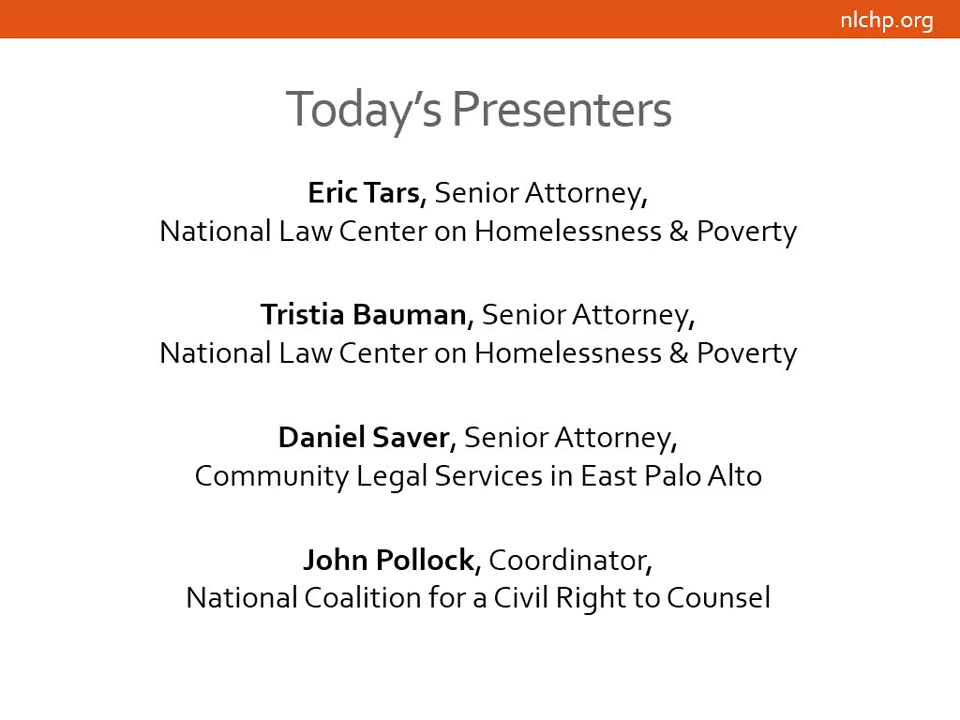 nlchp.org
Today’s Presenters
Eric Tars, Senior Attorney,
National Law Center on Homelessness & Poverty
Tristia Bauman, Senior Attorney,
National Law Center on Homelessness & Poverty
Daniel Saver, Senior Attorney,
Community Legal Services in East Palo Alto
John Pollock, Coordinator,
National Coalition for a Civil Right to Counsel